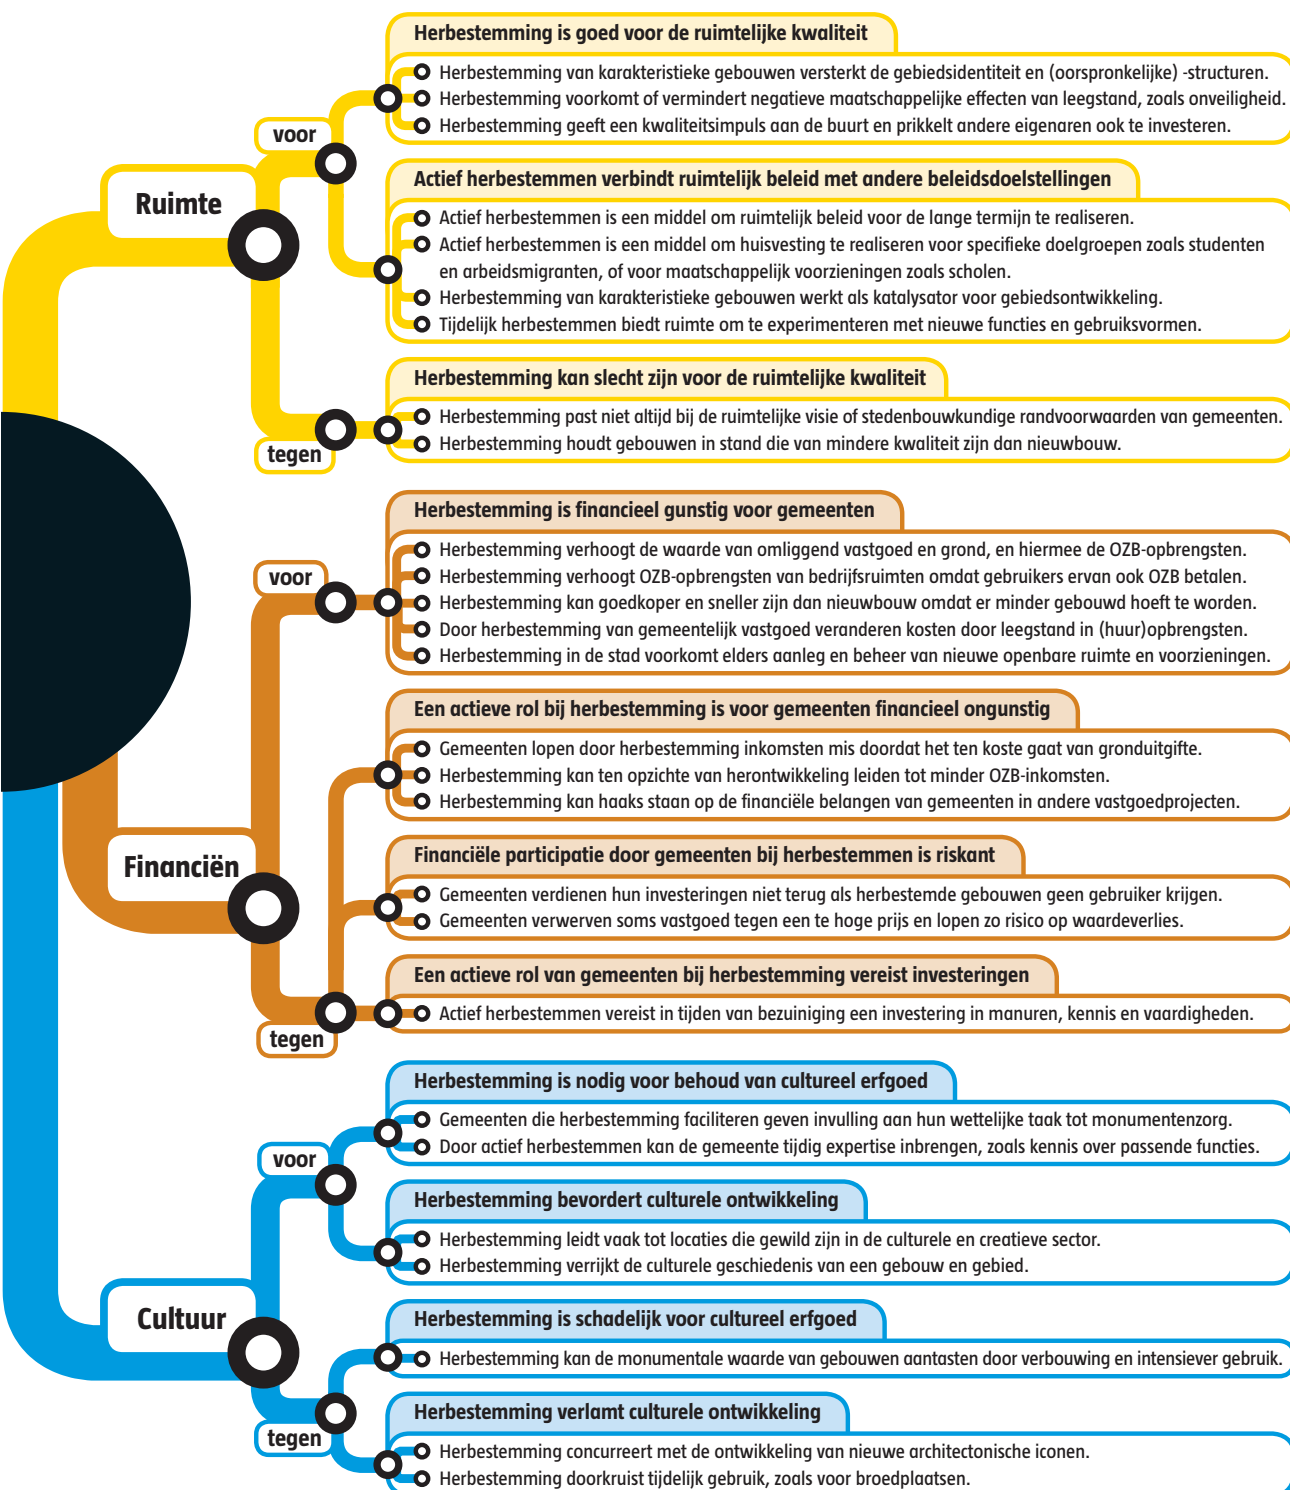 Herbestemming is goed voor de ruimtelijke kwaliteit
Herbestemming van karakteristieke gebouwen versterkt de gebiedsidentiteit en (oorspronkelijke) -structuren.
Herbestemming voorkomt of vermindert negatieve maatschappelijke effecten van leegstand, zoals onveiligheid.
Herbestemming geeft een kwaliteitsimpuls aan de buurt en prikkelt andere eigenaren ook te investeren.
voor
Actief herbestemmen verbindt ruimtelijk beleid met andere beleidsdoelstellingen
Ruimte
Actief herbestemmen is een middel om ruimtelijk beleid voor de lange termijn te realiseren.
Actief herbestemmen is een middel om huisvesting te realiseren voor specifieke doelgroepen zoals studenten
en arbeidsmigranten, of voor maatschappelijk voorzieningen zoals scholen.
Herbestemming van karakteristieke gebouwen werkt als katalysator voor gebiedsontwikkeling.
Tijdelijk herbestemmen biedt ruimte om te experimenteren met nieuwe functies en gebruiksvormen.
Herbestemming kan slecht zijn voor de ruimtelijke kwaliteit
Herbestemming past niet altijd bij de ruimtelijke visie of stedenbouwkundige randvoorwaarden van gemeenten.
Herbestemming houdt gebouwen in stand die van mindere kwaliteit zijn dan nieuwbouw.
tegen
Herbestemming is financieel gunstig voor gemeenten
Herbestemming verhoogt de waarde van omliggend vastgoed en grond, en hiermee de OZB-opbrengsten.
voor
Herbestemming verhoogt OZB-opbrengsten van bedrijfsruimten omdat gebruikers ervan ook OZB betalen.
Herbestemming kan goedkoper en sneller zijn dan nieuwbouw omdat er minder gebouwd hoeft te worden.
Door herbestemming van gemeentelijk vastgoed veranderen kosten door leegstand in (huur)opbrengsten.
Herbestemming in de stad voorkomt elders aanleg en beheer van nieuwe openbare ruimte en voorzieningen.
Een actieve rol bij herbestemming is voor gemeenten financieel ongunstig
Gemeenten lopen door herbestemming inkomsten mis doordat het ten koste gaat van gronduitgifte.
Herbestemming kan ten opzichte van herontwikkeling leiden tot minder OZB-inkomsten.
Herbestemming kan haaks staan op de financiële belangen van gemeenten in andere vastgoedprojecten.
Financiën
Financiële participatie door gemeenten bij herbestemmen is riskant
Gemeenten verdienen hun investeringen niet terug als herbestemde gebouwen geen gebruiker krijgen.
Gemeenten verwerven soms vastgoed tegen een te hoge prijs en lopen zo risico op waardeverlies.
Een actieve rol van gemeenten bij herbestemming vereist investeringen
Actief herbestemmen vereist in tijden van bezuiniging een investering in manuren, kennis en vaardigheden.
tegen
Herbestemming is nodig voor behoud van cultureel erfgoed
Gemeenten die herbestemming faciliteren geven invulling aan hun wettelijke taak tot monumentenzorg.
Door actief herbestemmen kan de gemeente tijdig expertise inbrengen, zoals kennis over passende functies.
voor
Herbestemming bevordert culturele ontwikkeling
Herbestemming leidt vaak tot locaties die gewild zijn in de culturele en creatieve sector.
Herbestemming verrijkt de culturele geschiedenis van een gebouw en gebied.
Cultuur
Herbestemming is schadelijk voor cultureel erfgoed
Herbestemming kan de monumentale waarde van gebouwen aantasten door verbouwing en intensiever gebruik.
Herbestemming verlamt culturele ontwikkeling
tegen
Herbestemming concurreert met de ontwikkeling van nieuwe architectonische iconen.
Herbestemming doorkruist tijdelijk gebruik, zoals voor broedplaatsen.